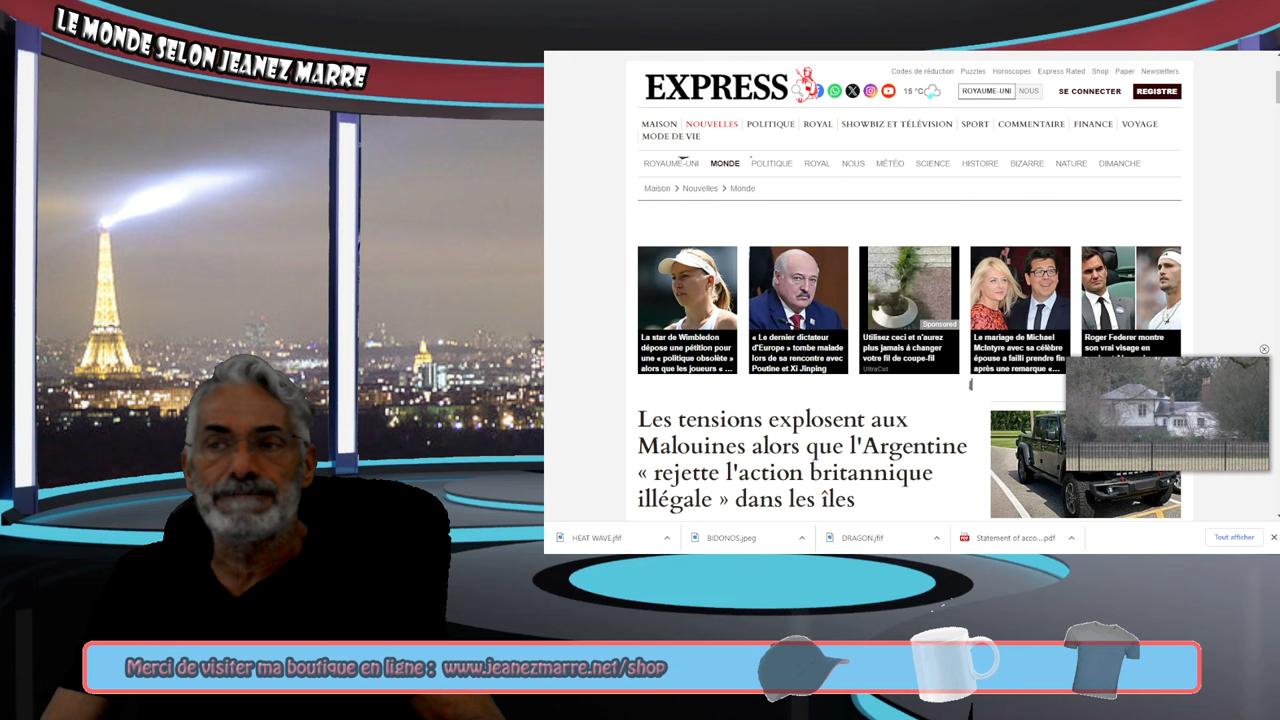 LE MONDE SELON JEANEZ MARRE
Codes de réduction Puzzles Horoscopes Express Rated Shop Paper Newsletters
EXPRESS
15 °C
ROYAUME-UNI NOUS
SE CONNECTER
REGISTRE
MAISON NOUVELLES POLITIQUE ROYAL SHOWBIZ ET TÉLÉVISION SPORT COMMENTAIRE FINANCE VOYAGE
MODE DE VIE
ROYAUME-UNI MONDE POLITIQUE ROYAL NOUS MÉTÉO SCIENCE HISTOIRE BIZARRE NATURE DIMANCHE
Maison > Nouvelles > Monde
La star de Wimbledon
dépose une pétition pour
une « politique obsolète »
alors que les joueurs « ...
« Le dernier dictateur
d'Europe » tombe malade
lors de sa rencontre avec
Poutine et Xi Jinping
Sponsored
Utilisez ceci et n'aurez
plus jamais à changer
votre fil de coupe-fil
UltraCut
Le mariage de Michael
McIntyre avec sa célèbre
épouse a failli prendre fin
après une remarque «...
Roger Federer montre
son vrai visage en
Les tensions explosent aux
Malouines alors que l'Argentine
« rejette l'action britannique
illégale » dans les îles
HEAT WAVE.jfif
BIDONOS.jpeg
DRAGON.jfif
Statement of acco....pdf
Tout afficher
Merci de visiter ma boutique en ligne : www.jeanezmarre.net/shop